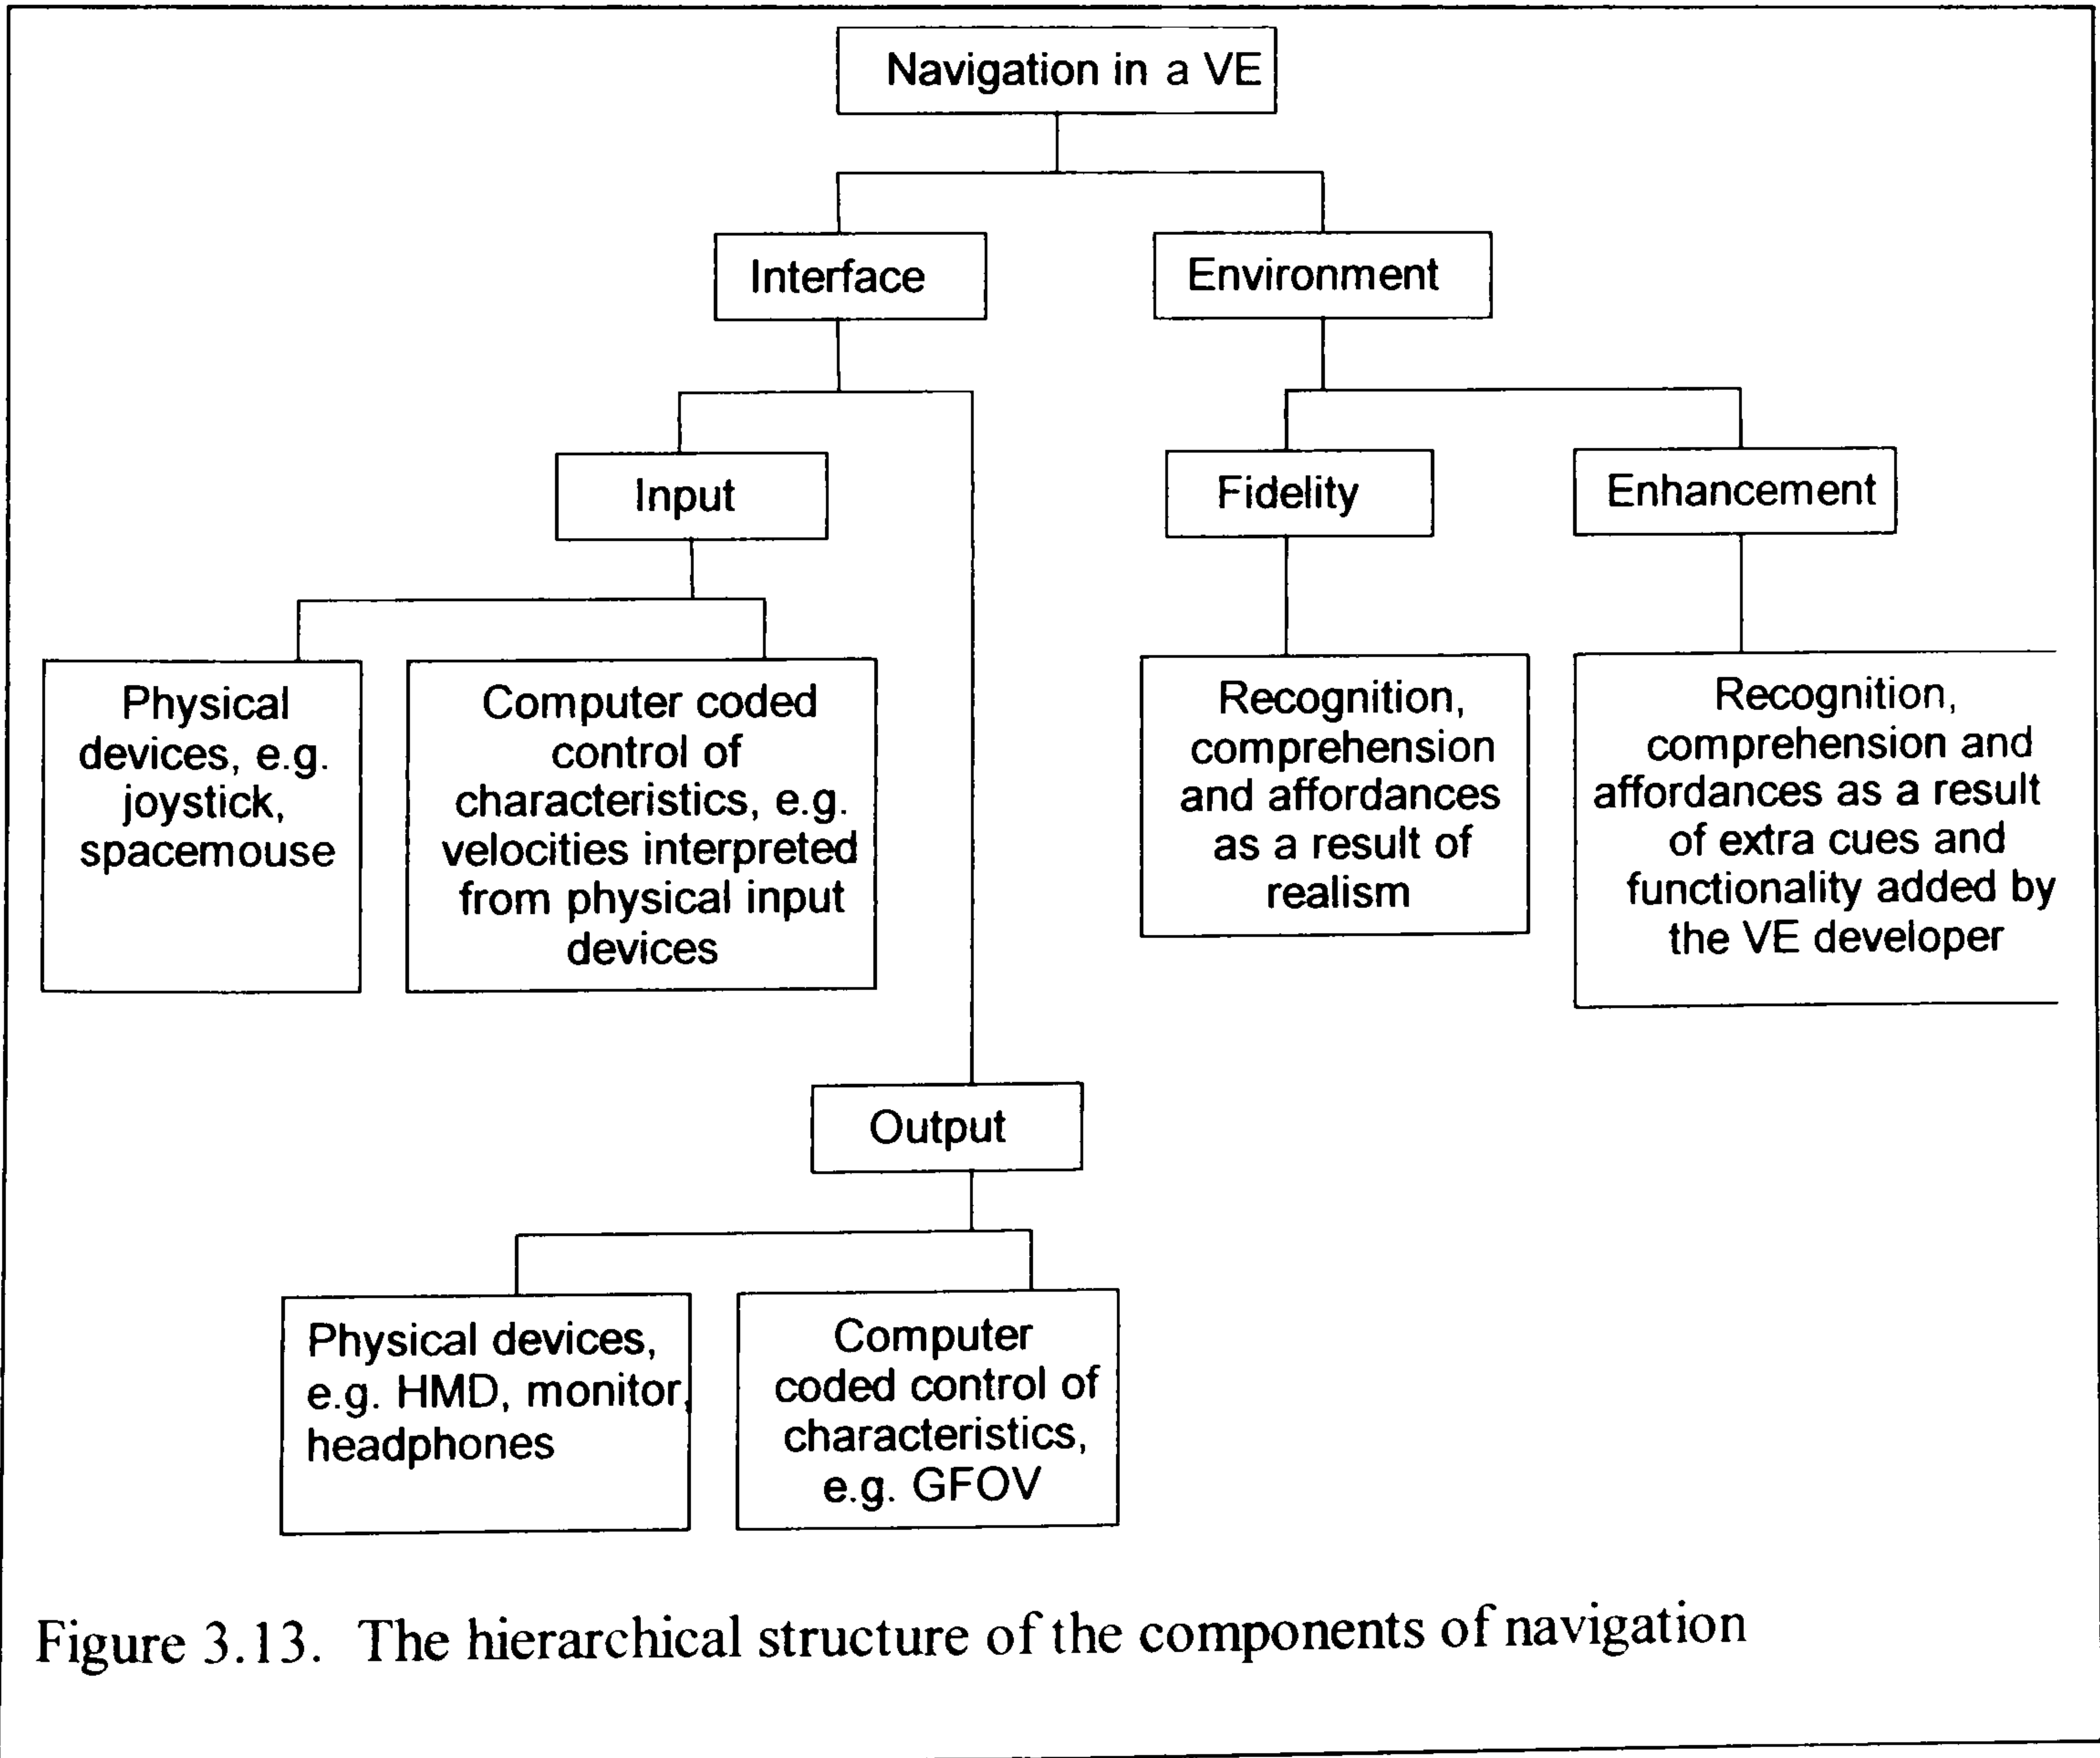 Navigation in a VE
Interface
Environment
Input
Fidelity
Enhancement
Physical
devices, e.g.
joystick,
spacemouse
Computer coded
control of
characteristics, e.g.
velocities interpreted
from physical input
devices
Recognition,
comprehension
and affordances
as a result of
realism
Recognition,
comprehension and
affordances as a result
of extra cues and
functionality added by
the VE developer
Output
Physical devices,
e.g. HMD, monitor,
headphones
Computer
coded control of
characteristics,
e.g. GFOV
Figure 3.13. The hierarchical structure of the components of navigation